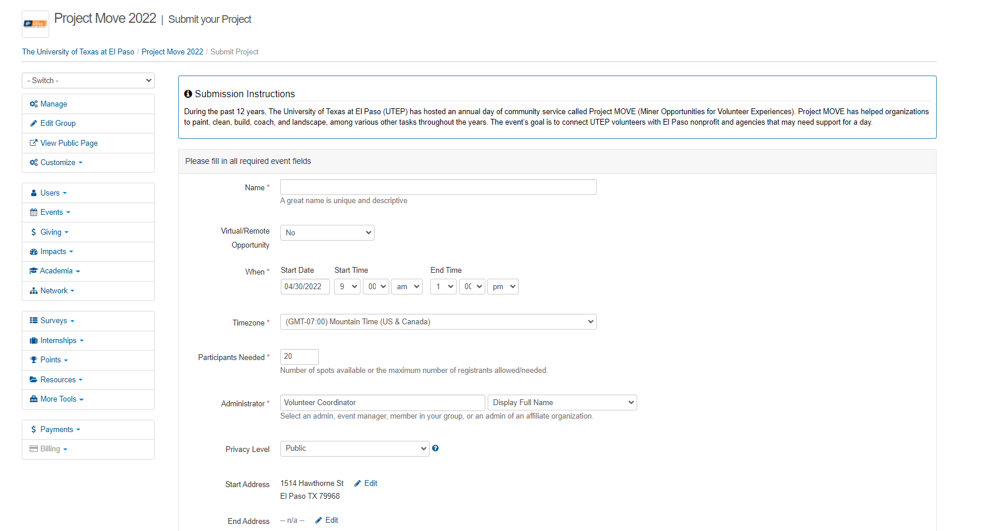 Project Move 2022 | Submit your Project
The University of Texas at El Paso / Project Move 2022 / Submit Project
- Switch -
Manage
Edit Group
View Public Page
Customize
Users
Events
Giving
Impacts
Academia
Network
Surveys
Internships
Points
Resources
More Tools
Payments
Billing
Submission Instructions
During the past 12 years, The University of Texas at El Paso (UTEP) has hosted an annual day of community service called Project MOVE (Miner Opportunities for Volunteer Experiences). Project MOVE has helped organizations
to paint, clean, build, coach, and landscape, among various other tasks throughout the years. The event's goal is to connect UTEP volunteers with El Paso nonprofit and agencies that may need support for a day.
Please fill in all required event fields
Name *
A great name is unique and descriptive
Virtual/Remote
Opportunity
No
When *
Start Date Start Time End Time
04/30/2022 9 00 am 1 00 pm
Timezone *
(GMT-07:00) Mountain Time (US & Canada)
Participants Needed *
20
Number of spots available or the maximum number of registrants allowed/needed.
Administrator *
Volunteer Coordinator Display Full Name
Select an admin, event manager, member in your group, or an admin of an affiliate organization.
Privacy Level
Public
Start Address
1514 Hawthorne St Edit
El Paso TX 79968
End Address
-- n/a -- Edit